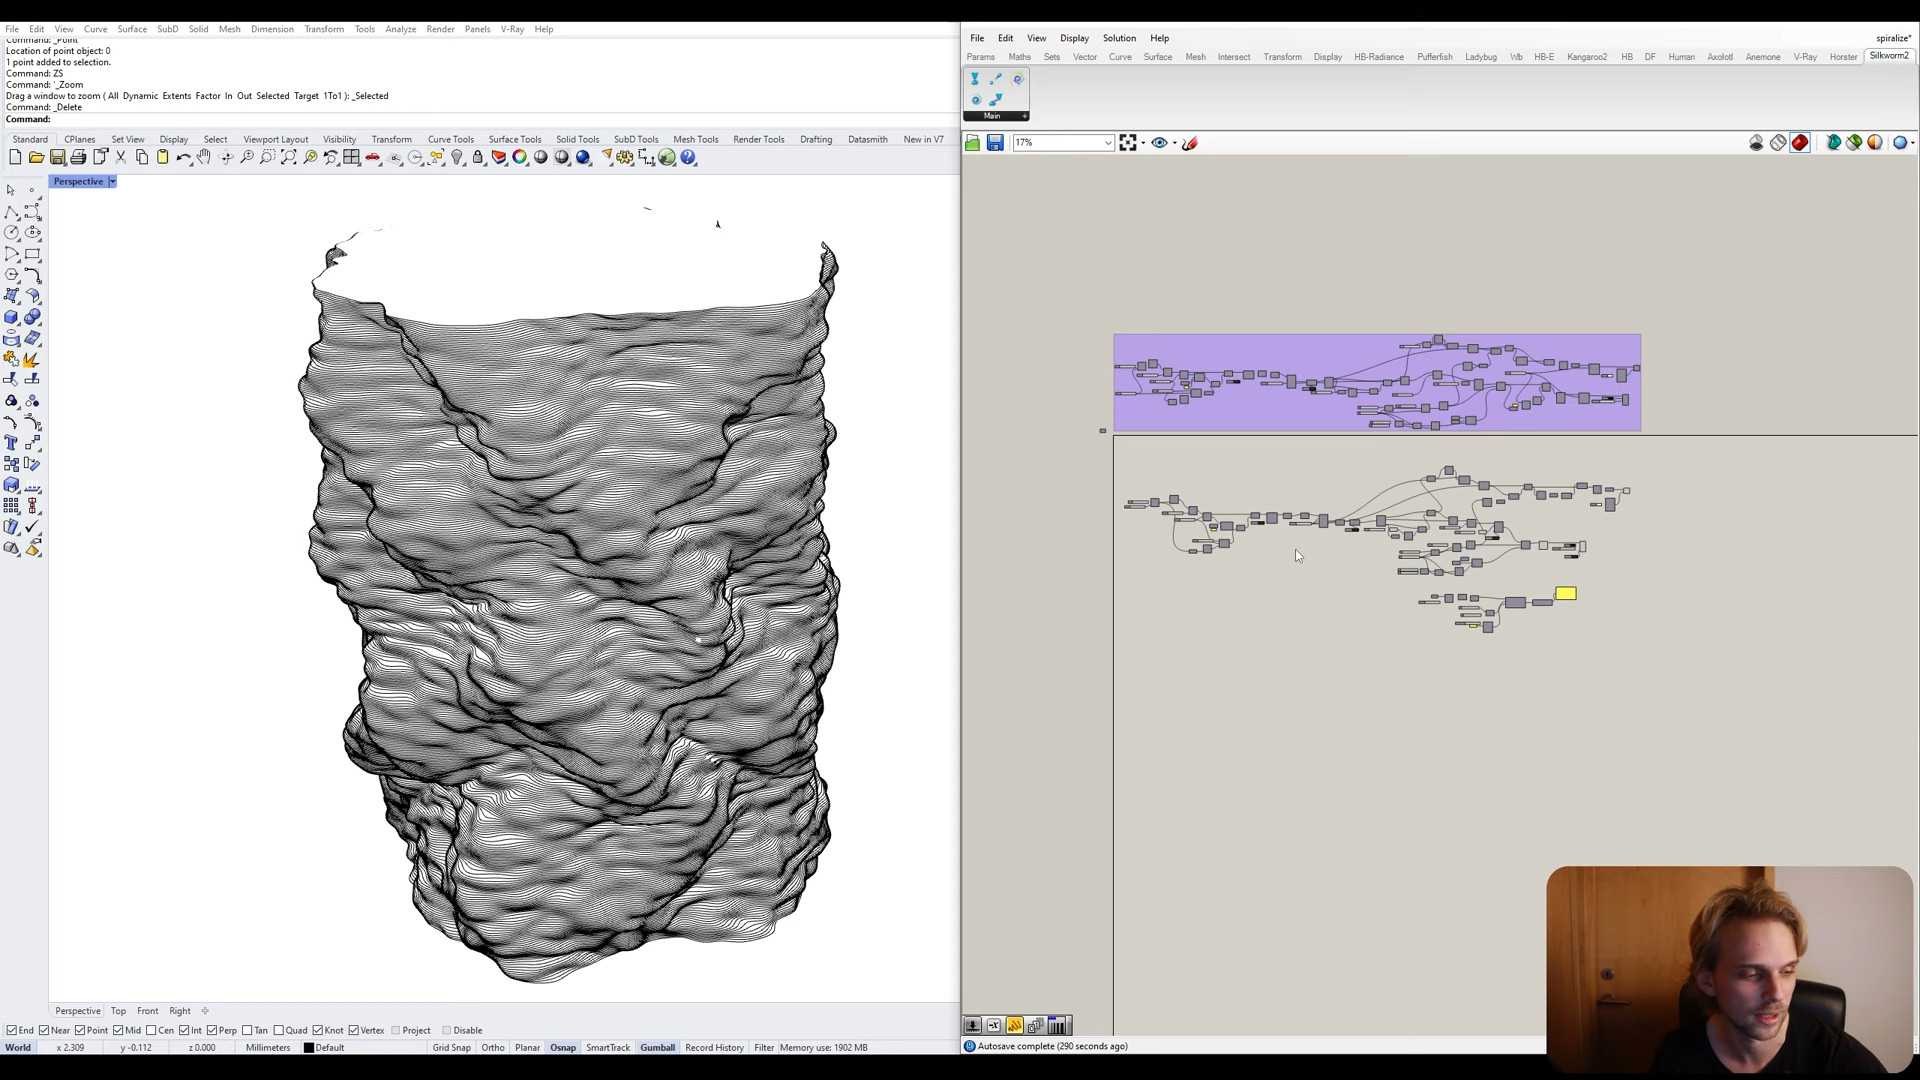 File Edit View Curve Surface SubD Solid Mesh Dimension Transform Tools Analyze Render Panels V-Ray Help
Location of point object: 0
1 point added to selection.
Command: ZS
Command: '_Zoom
Drag a window to zoom ( All Dynamic Extents Factor In Out Selected Target 1To1 ): _Selected
Command: _Delete
Command:
Standard CPlanes Set View Display Select Viewport Layout Visibility Transform Curve Tools Surface Tools Solid Tools SubD Tools Mesh Tools Render Tools Drafting Datasmith New in V7
Perspective
Perspective Top Front Right
End Near Point Mid Cen Int Perp Tan Quad Knot Vertex Project Disable
World x 2.309 y -0.112 z 0.000 Millimeters Default Grid Snap Ortho Planar Osnap SmartTrack Gumball Record History Filter Memory use: 1902 MB
File Edit View Display Solution Help spiralize*
Params Maths Sets Vector Curve Surface Mesh Intersect Transform Display HB-Radiance Pufferfish Ladybug Wb HB-E Kangaroo2 HB DF Human Axolotl Anemone V-Ray Horster Silkworm2
Main
17%
Autosave complete (290 seconds ago)